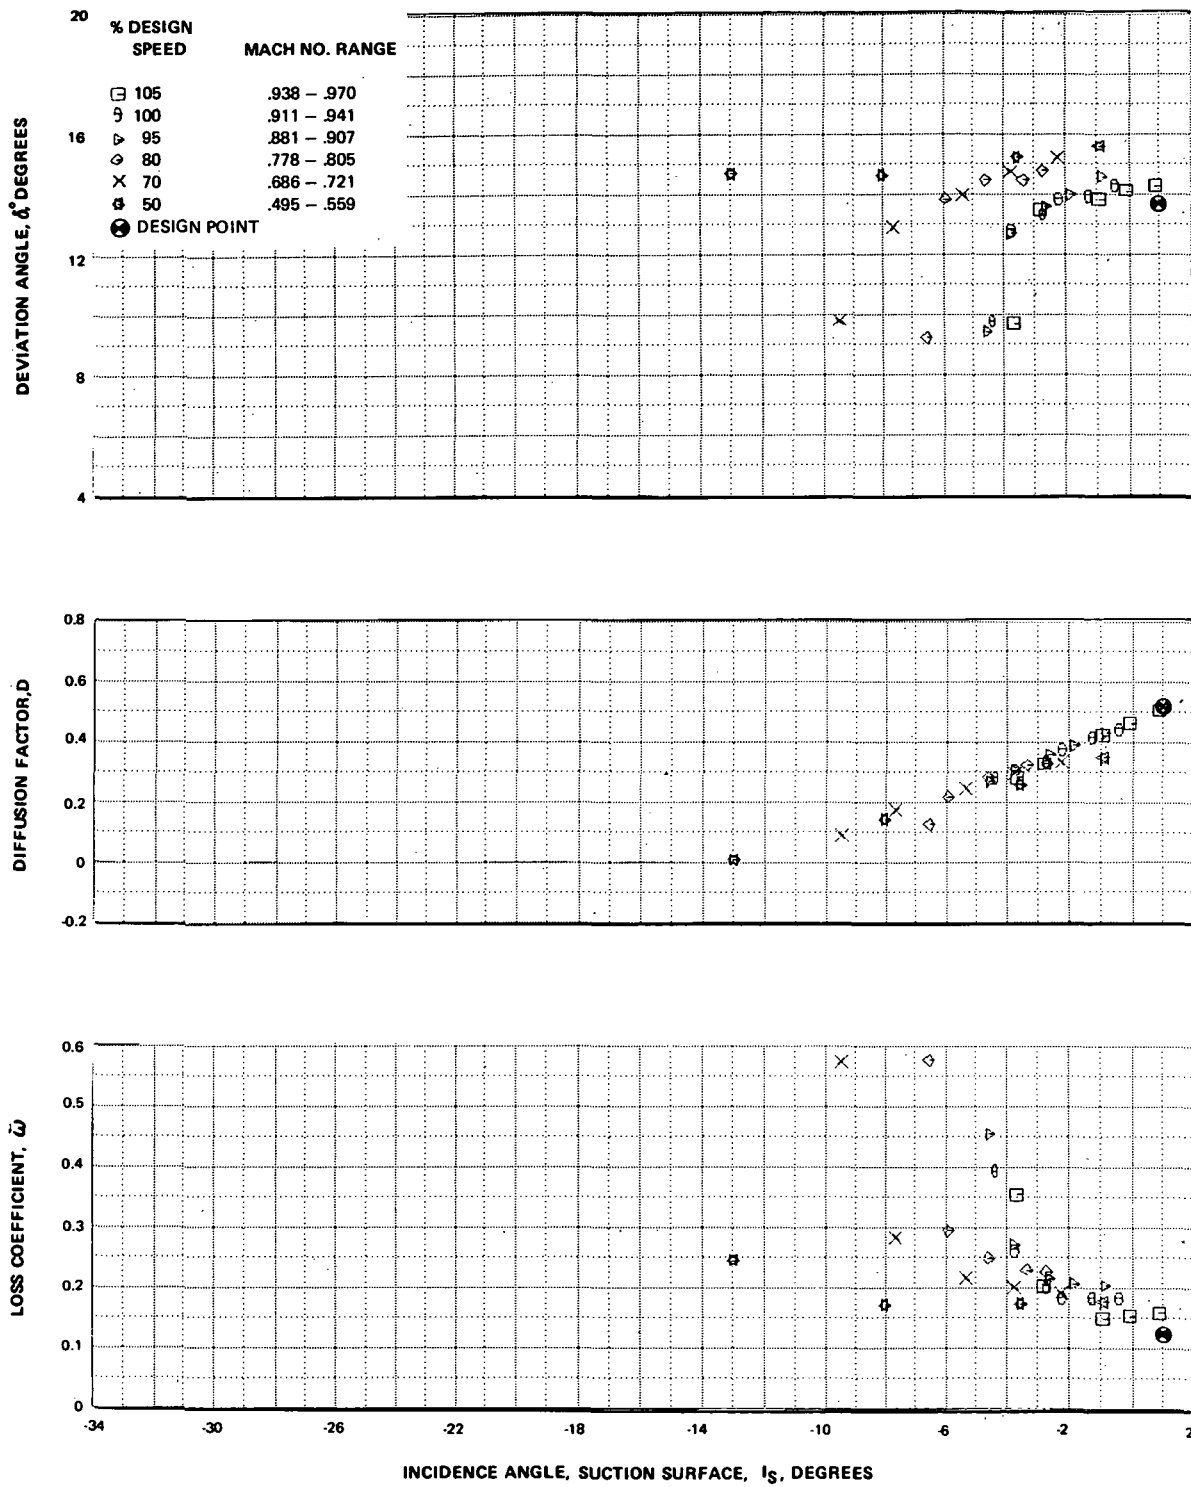 20
% DESIGN
SPEED MACH NO. RANGE
105 .938 – .970
100 .911 – .941
95 .881 – .907
80 .778 – .805
70 .686 – .721
50 .495 – .559
DESIGN POINT
16
12
8
4
DEVIATION ANGLE, δ°, DEGREES
0.8
0.6
0.4
0.2
0
-0.2
DIFFUSION FACTOR,D
0.6
0.5
0.4
0.3
0.2
0.1
0
LOSS COEFFICIENT, ω̄
-34 -30 -26 -22 -18 -14 -10 -6 -2 2
INCIDENCE ANGLE, SUCTION SURFACE, IS, DEGREES